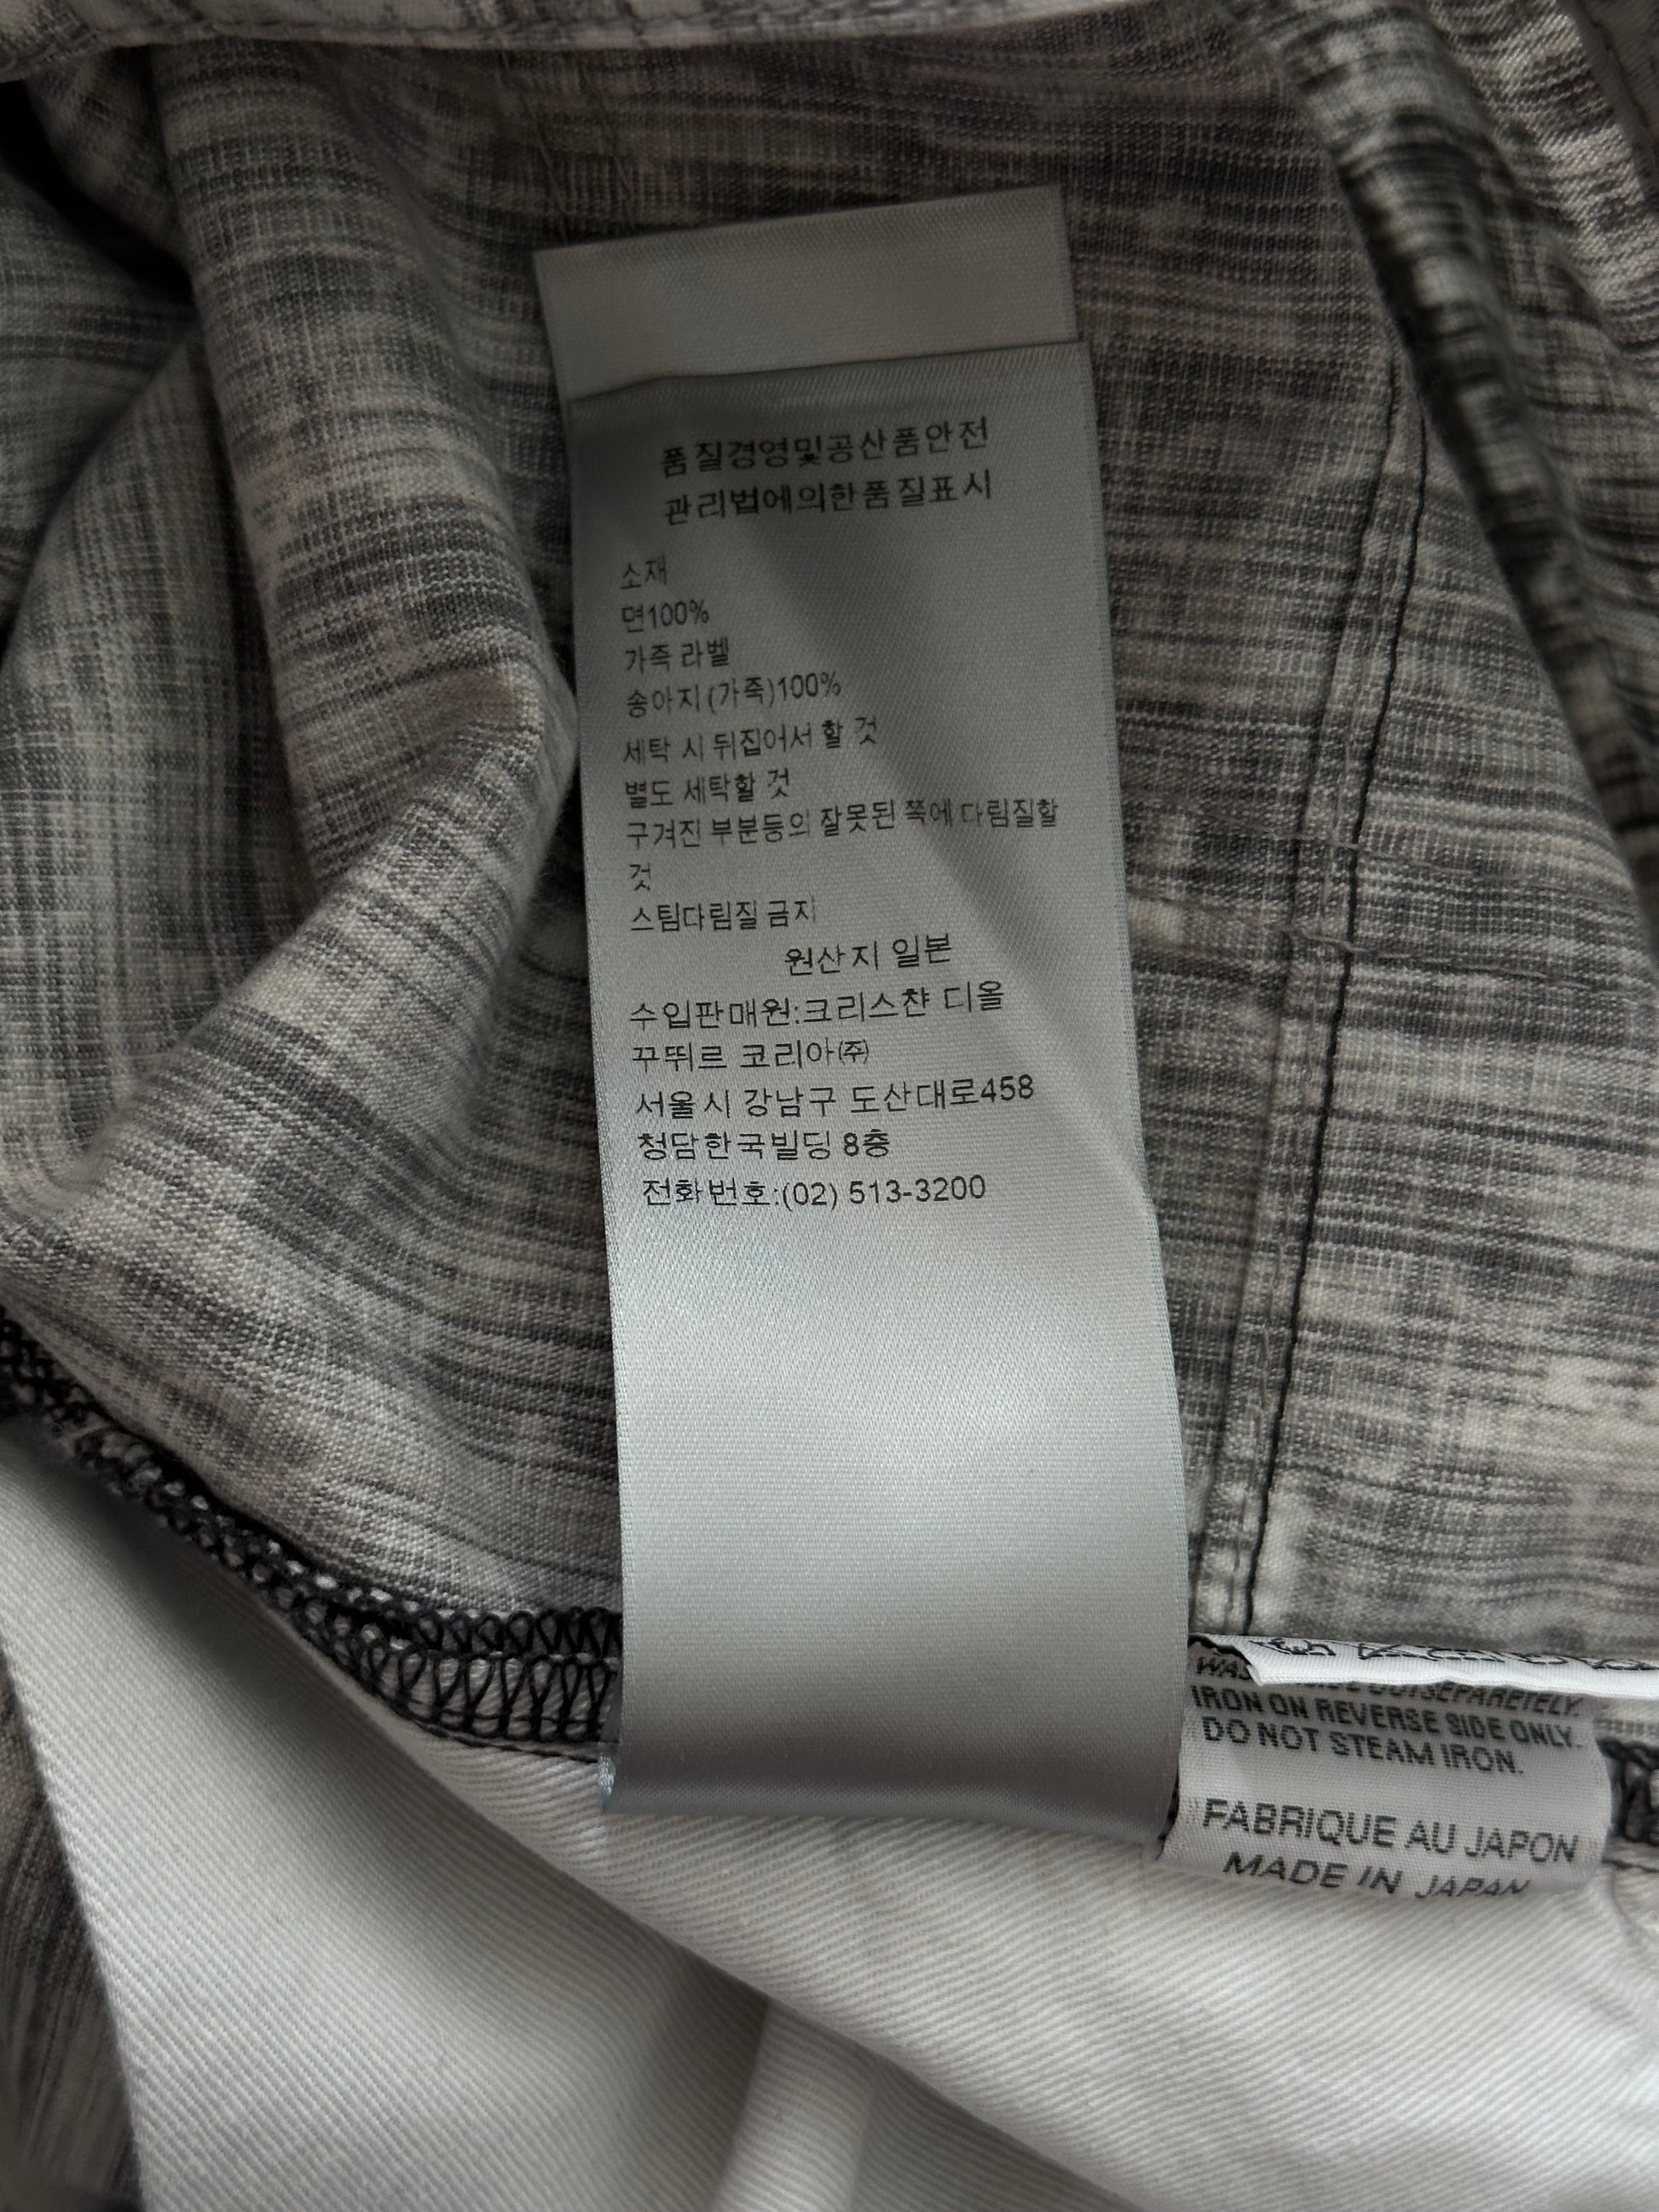 품질경영및공산품안전
관리법에의한품질표시
소재
면100%
가죽 라벨
송아지(가죽)100%
세탁 시 뒤집어서 할 것
별도 세탁할 것
구겨진 부분등의 잘못된 쪽에 다림질할
것
스팀다림질 금지
원산지 일본
수입판매원:크리스챤 디올
꾸뛰르 코리아㈜
서울시 강남구 도산대로458
청담한국빌딩 8층
전화번호:(02) 513-3200
IRON ON REVERSE SIDE ONLY.
DO NOT STEAM IRON.
FABRIQUE AU JAPON
MADE IN JAPAN